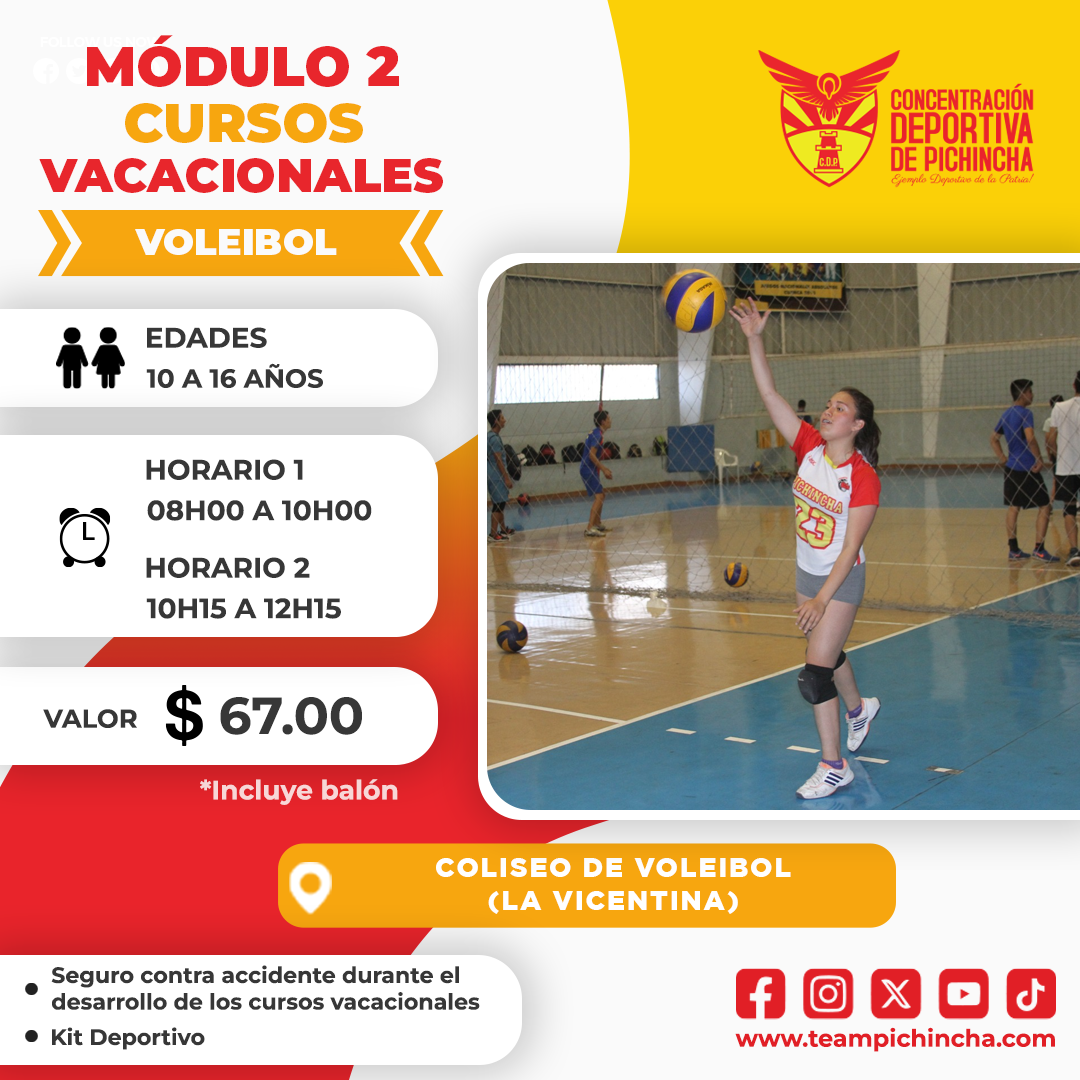 MÓDULO 2
CURSOS
VACACIONALES
VOLEIBOL
CONCENTRACIÓN
DEPORTIVA
DE PICHINCHA
Ejemplo Deportivo de la Patria!
C.D.P
EDADES
10 A 16 AÑOS
HORARIO 1
08H00 A 10H00
HORARIO 2
10H15 A 12H15
VALOR $ 67.00
*Incluye balón
PICHINCHA
23
COLISEO DE VOLEIBOL
(LA VICENTINA)
• Seguro contra accidente durante el
desarrollo de los cursos vacacionales
• Kit Deportivo
www.teampichincha.com